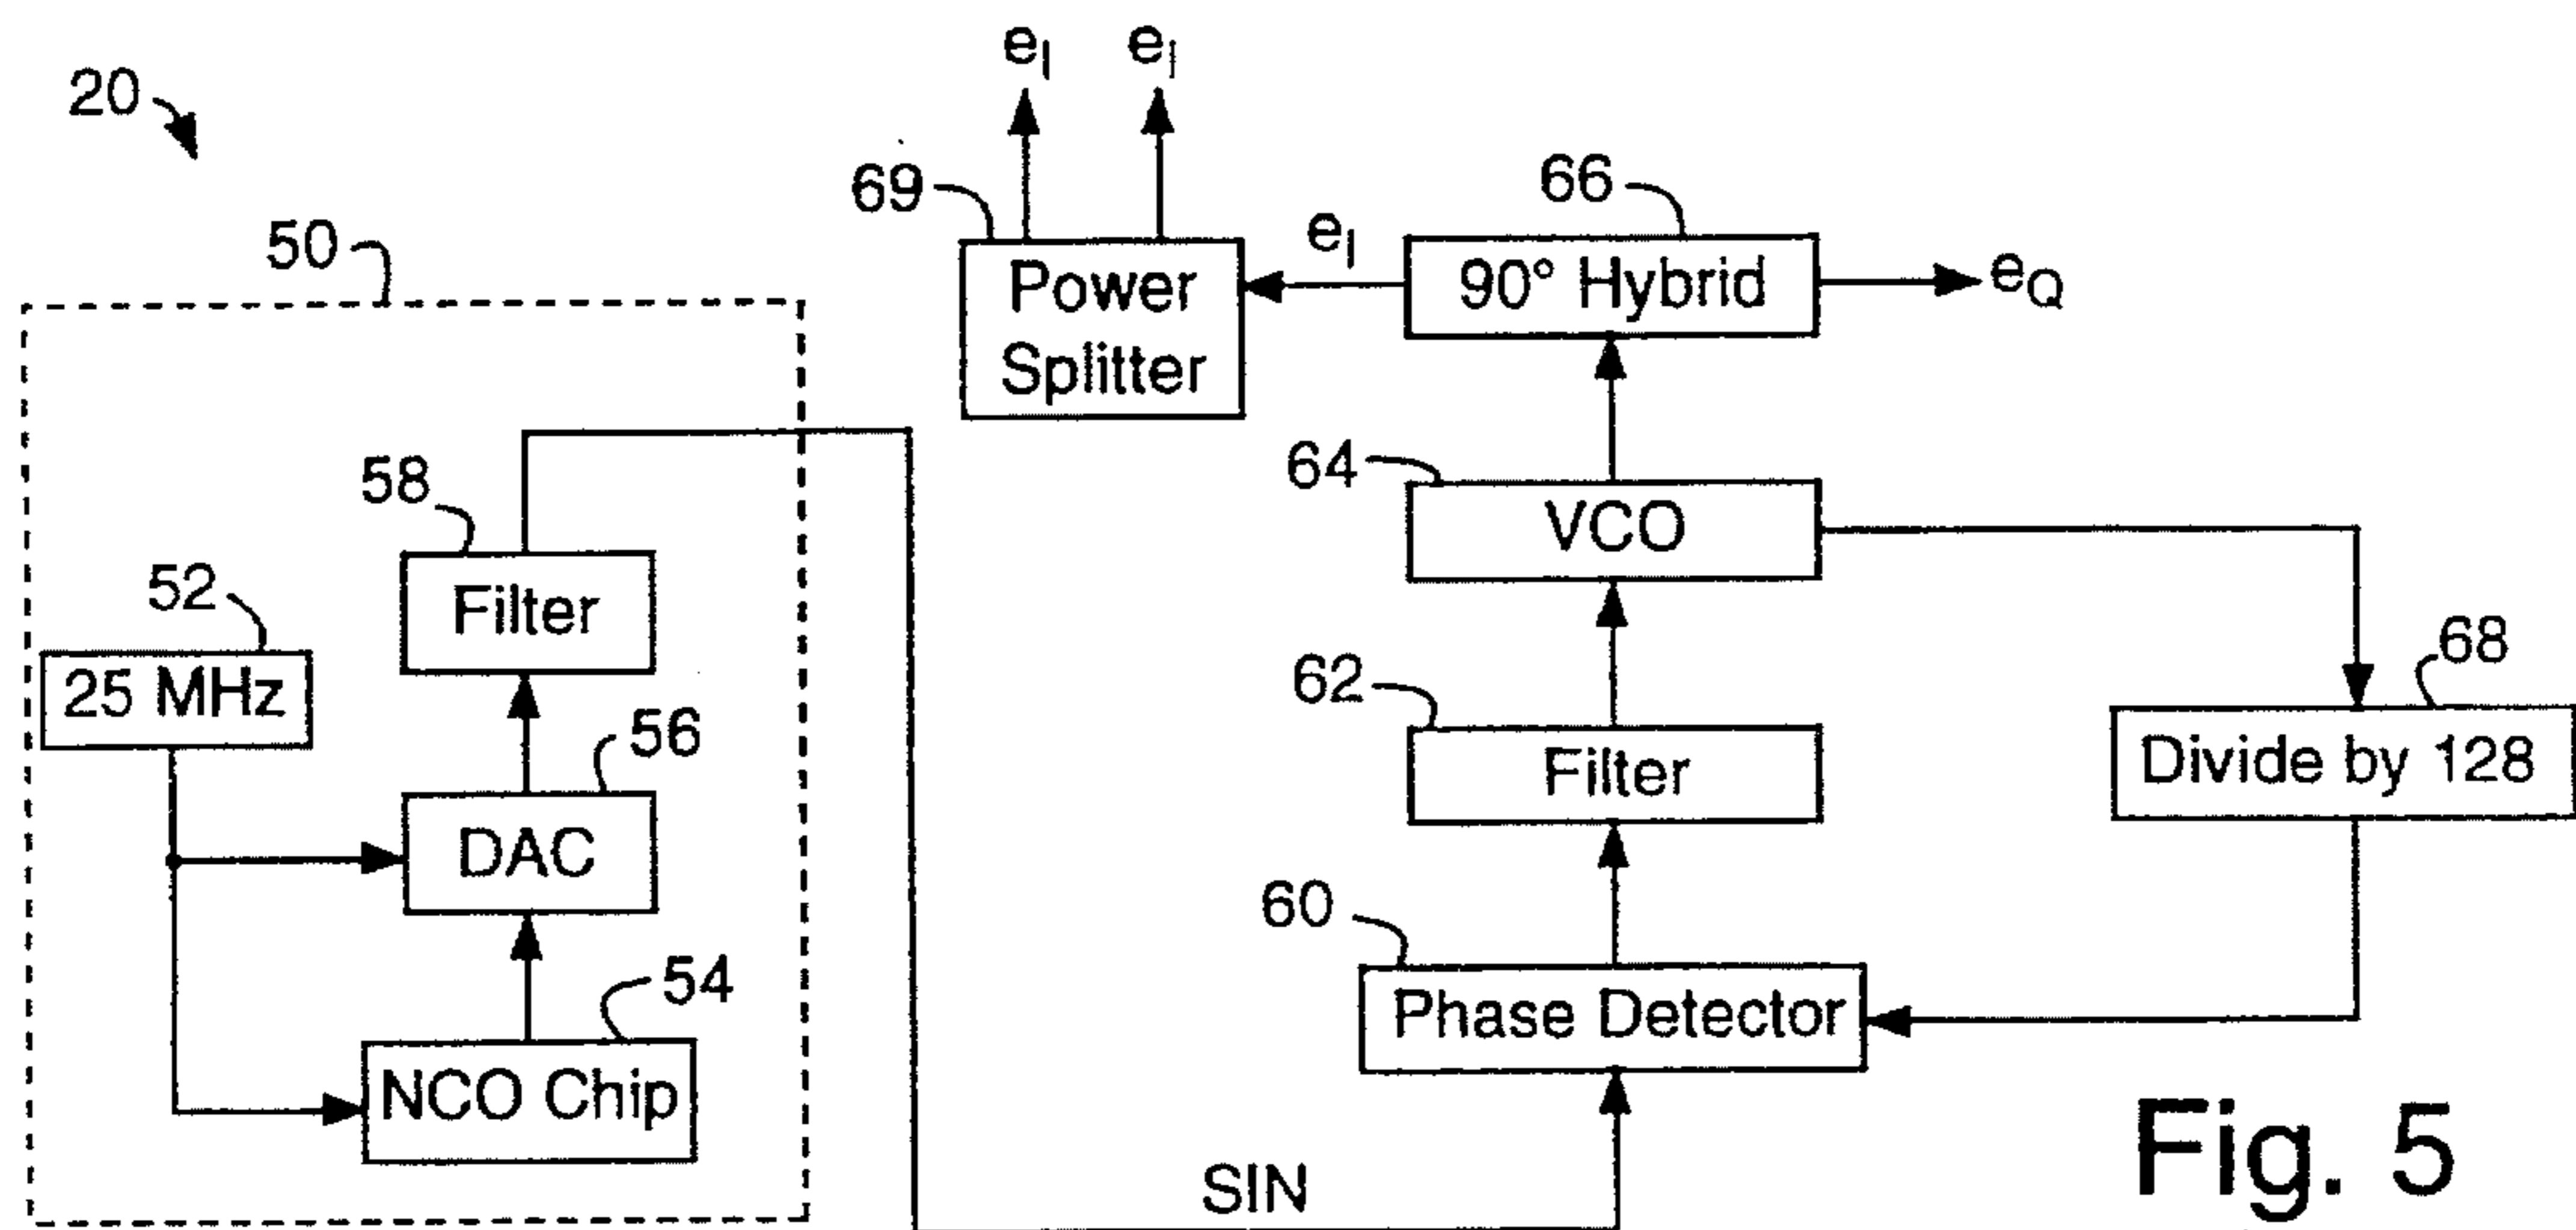 20
e_I e_I
69
66
50
Power
Splitter
e_I
90° Hybrid
e_Q
58
64
VCO
52
Filter
25 MHz
62
68
56
Filter
Divide by 128
DAC
60
54
Phase Detector
NCO Chip
SIN
Fig. 5